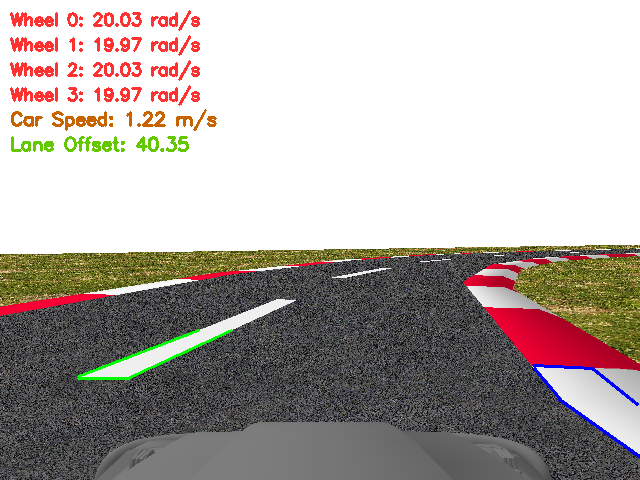 Wheel 0: 20.03 rad/s
Wheel 1: 19.97 rad/s
Wheel 2: 20.03 rad/s
Wheel 3: 19.97 rad/s
Car Speed: 1.22 m/s
Lane Offset: 40.35